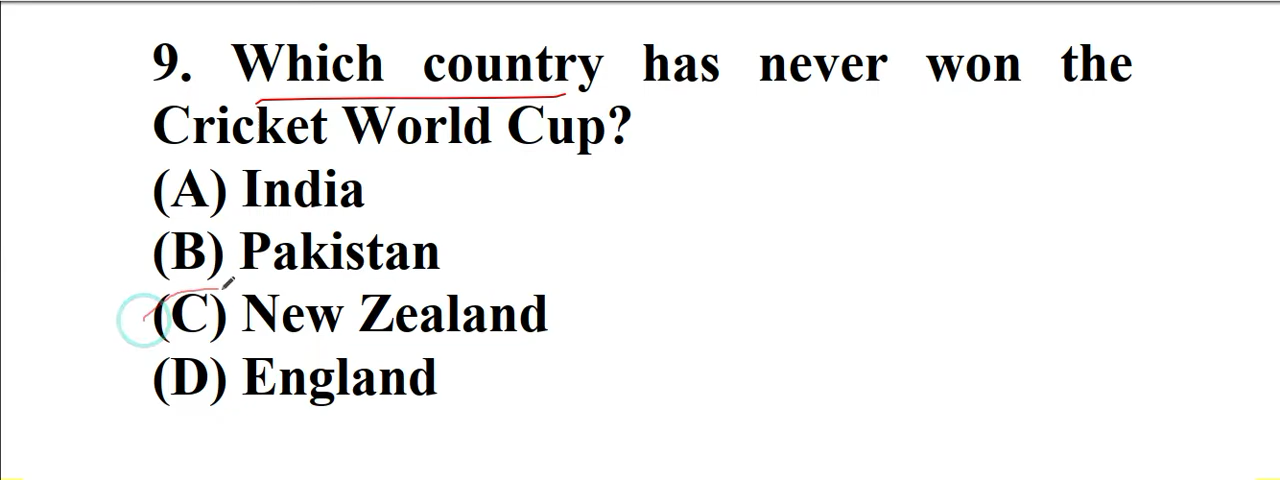 9. Which country has never won the
Cricket World Cup?
(A) India
(B) Pakistan
(C) New Zealand
(D) England